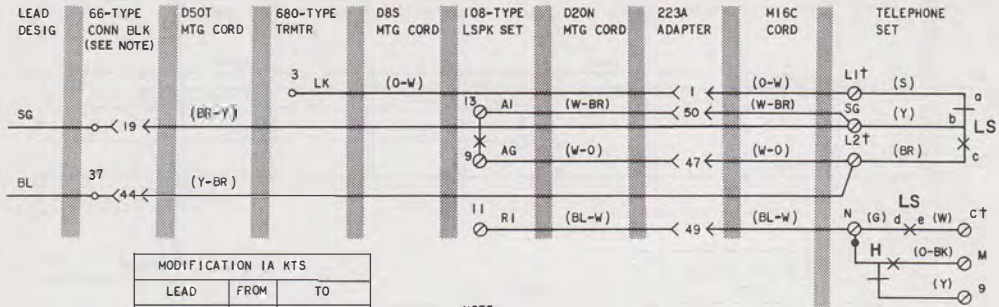 LEAD DESIG
66-TYPE CONN BLK (SEE NOTE)
D50T MTG CORD
680-TYPE TRMTR
D8S MTG CORD
108-TYPE LSPK SET
D20N MTG CORD
223A ADAPTER
M16C CORD
TELEPHONE SET
3 LK (O-W) 1 (O-W) L1† (S) a
13 A1 (W-BR) 50 (W-BR) SG (Y) b LS
SG 19 (BR-Y)
9 AG (W-O) 47 (W-O) L2† (BR) c
BL 37 44 (Y-BR)
LS
11 R1 (BL-W) 49 (BL-W) N (G) d e (W) C†
H (O-BK) M
(Y) 9
MODIFICATION 1A KTS
LEAD FROM TO